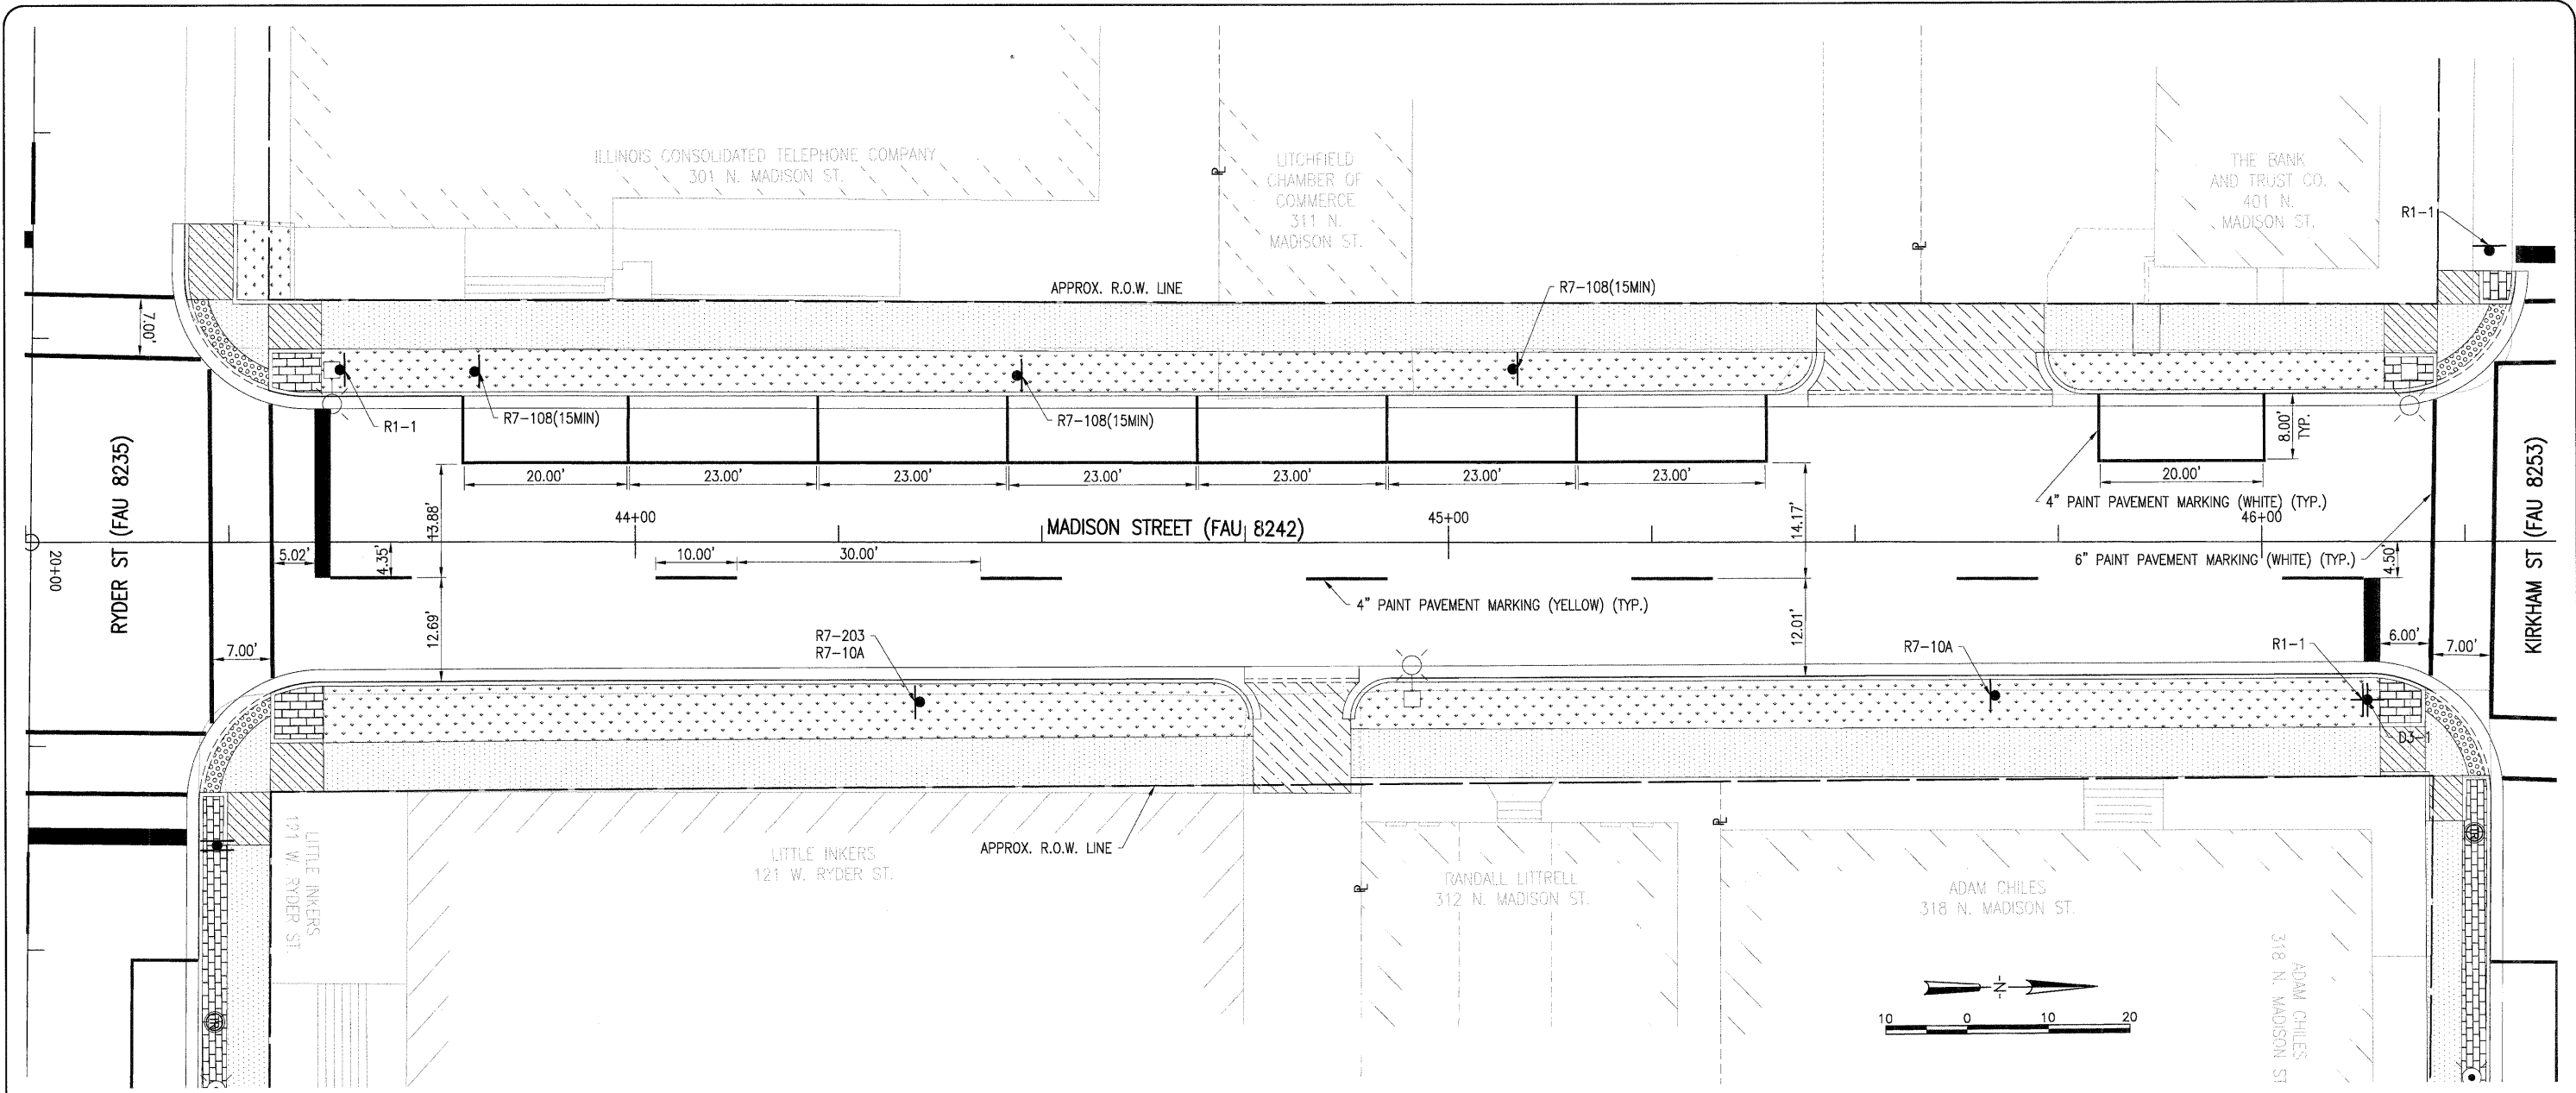 ILLINOIS CONSOLIDATED TELEPHONE COMPANY
301 N. MADISON ST.
LITCHFIELD
CHAMBER OF
COMMERCE
311 N.
MADISON ST.
THE BANK
AND TRUST CO.
401 N.
MADISON ST.
R1-1
APPROX. R.O.W. LINE
R7-108(15MIN)
7.00'
R1-1
R7-108(15MIN)
R7-108(15MIN)
8.00'
TYP.
20.00'
23.00'
23.00'
23.00'
23.00'
23.00'
23.00'
20.00'
4" PAINT PAVEMENT MARKING (WHITE) (TYP.)
RYDER ST (FAU 8235)
13.88'
44+00
MADISON STREET (FAU 8242)
45+00
14.17'
46+00
KIRKHAM ST (FAU 8253)
20+00
5.02'
4.35'
10.00'
30.00'
6" PAINT PAVEMENT MARKING (WHITE) (TYP.)
4.50'
4" PAINT PAVEMENT MARKING (YELLOW) (TYP.)
12.69'
12.01'
7.00'
R7-203
R7-10A
R7-10A
R1-1
6.00'
7.00'
D3-1
APPROX. R.O.W. LINE
LITTLE INKERS
121 W. RYDER ST.
LITTLE INKERS
121 W. RYDER ST.
RANDALL LITTRELL
312 N. MADISON ST.
ADAM CHILES
318 N. MADISON ST.
ADAM CHILES
318 N. MADISON ST
N
10 0 10 20